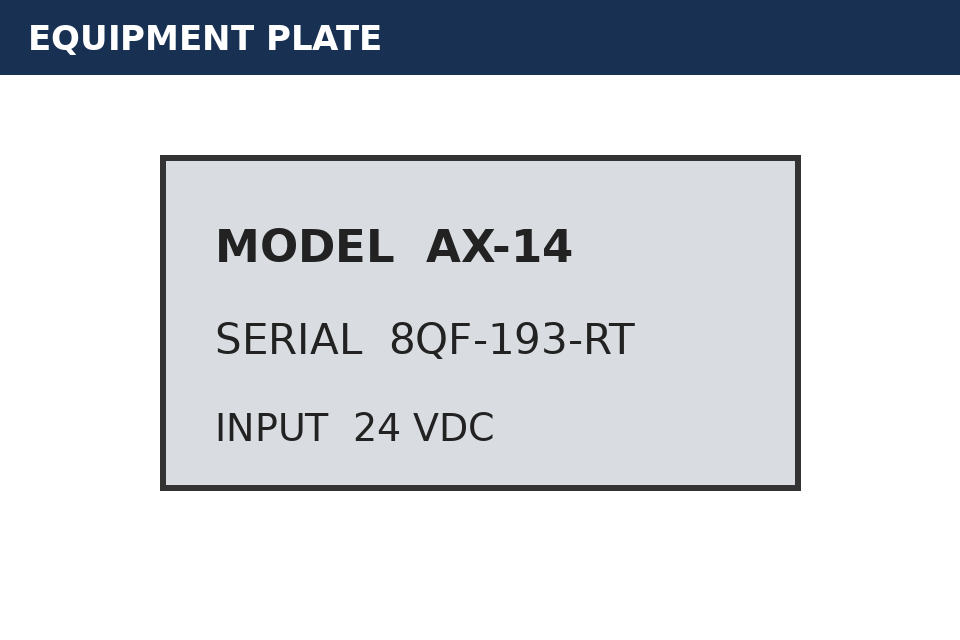 EQUIPMENT PLATE
MODEL AX-14
SERIAL 8QF-193-RT
INPUT 24 VDC